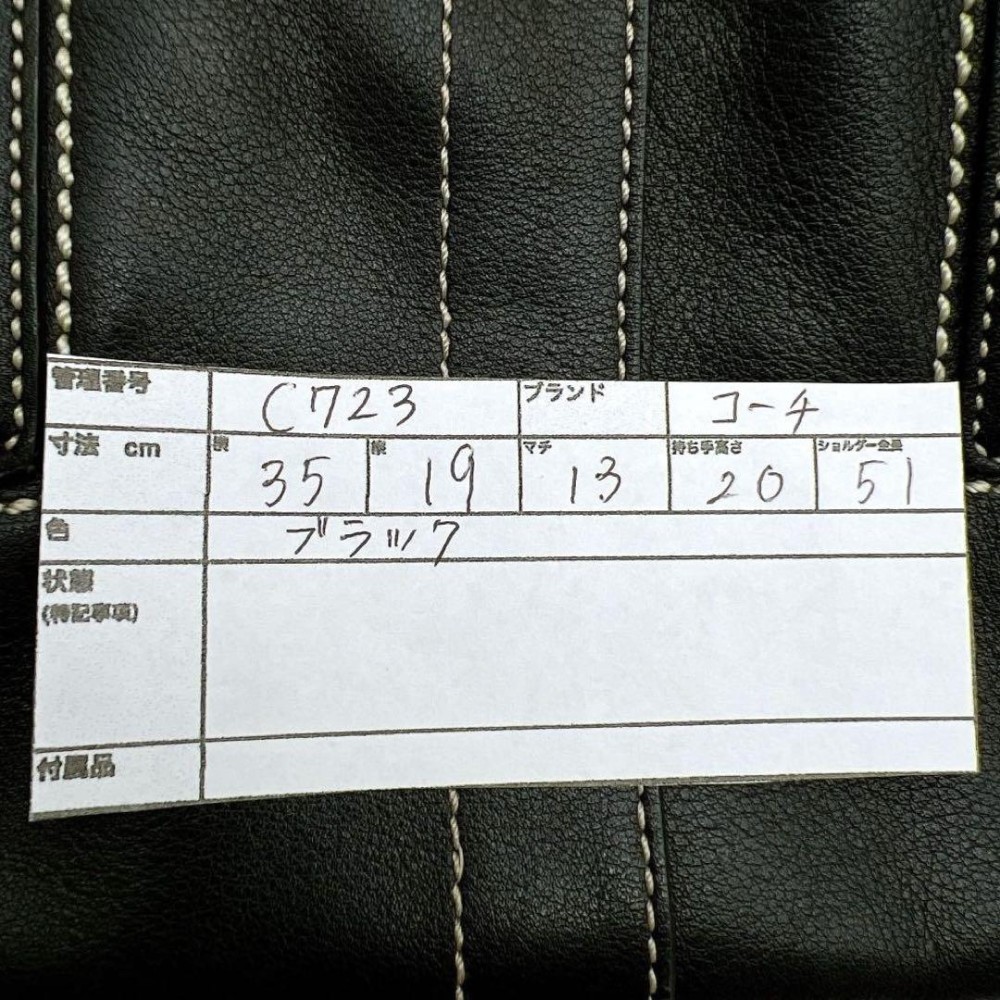 管理番号 C723 ブランド コーチ
寸法 cm 横 35 縦 19 マチ 13 持ち手高さ 20 ショルダー全長 51
色 ブラック
状態
(特記事項)
付属品